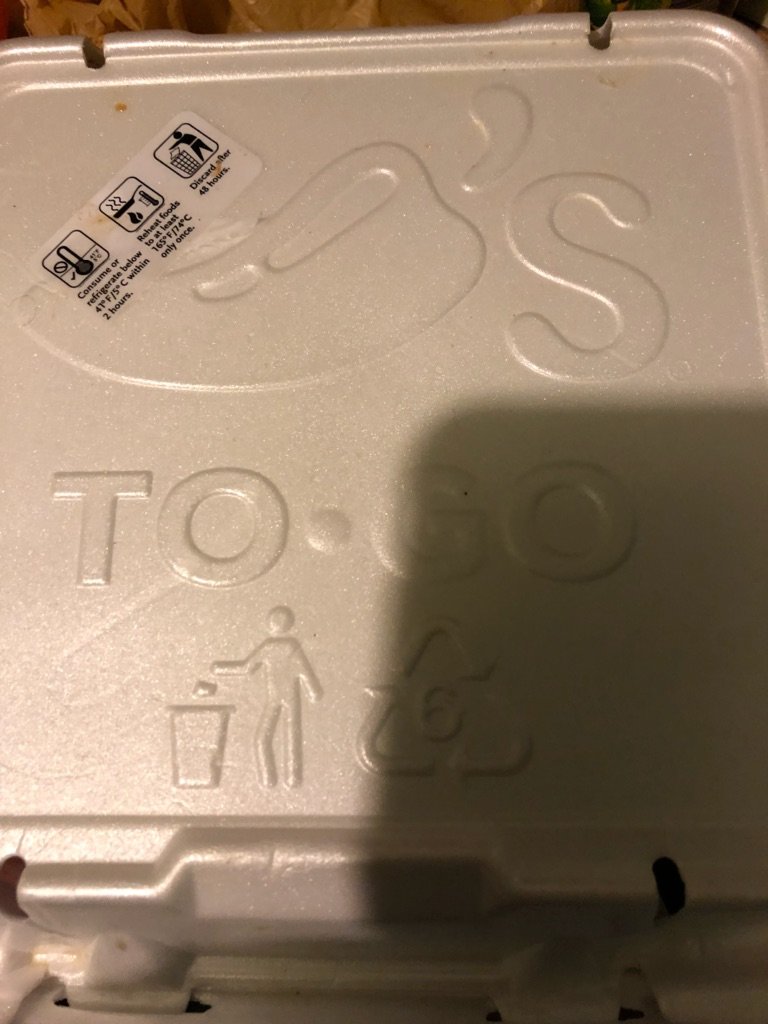 Consume or
refrigerate below
41°F/5°C within
2 hours.
Reheat foods
to at least
165°F/74°C
only once.
Discard after
48 hours.
'S
TO·GO
6